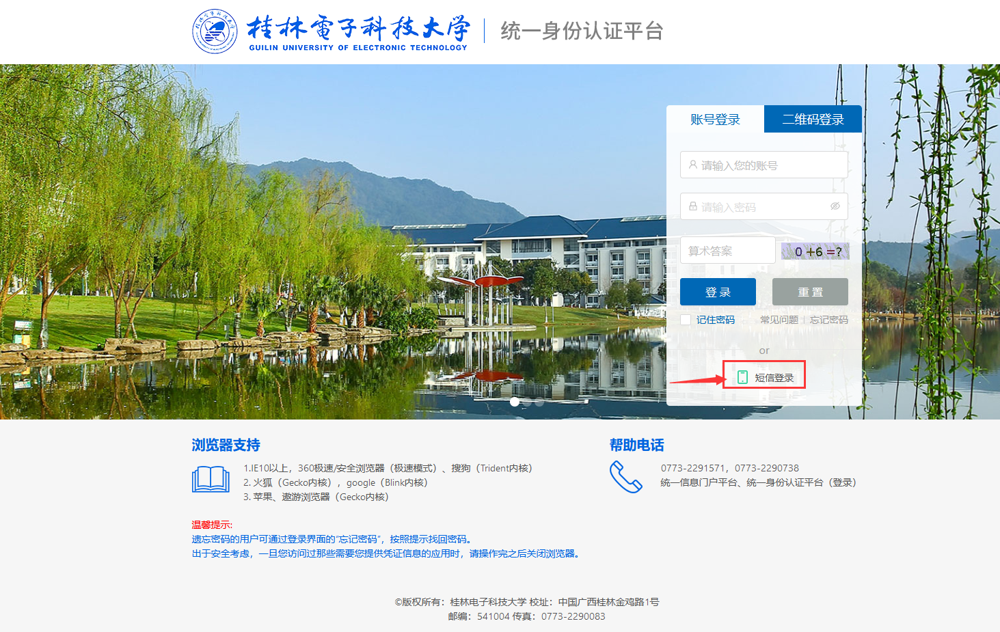 桂林電子科技大学
GUILIN UNIVERSITY OF ELECTRONIC TECHNOLOGY
统一身份认证平台
账号登录
二维码登录
请输入您的账号
请输入密码
算术答案
0 +6 =?
登 录
重 置
记住密码
常见问题 | 忘记密码
or
短信登录
浏览器支持
1.IE10以上，360极速/安全浏览器（极速模式）、搜狗（Trident内核）
2. 火狐（Gecko内核），google（Blink内核）
3. 苹果、遨游浏览器（Gecko内核）
帮助电话
0773-2291571，0773-2290738
统一信息门户平台、统一身份认证平台（登录）
温馨提示:
遗忘密码的用户可通过登录界面的“忘记密码”，按照提示找回密码。
出于安全考虑，一旦您访问过那些需要您提供凭证信息的应用时，请操作完之后关闭浏览器。
©版权所有：桂林电子科技大学 校址：中国广西桂林金鸡路1号
邮编：541004 传真：0773-2290083